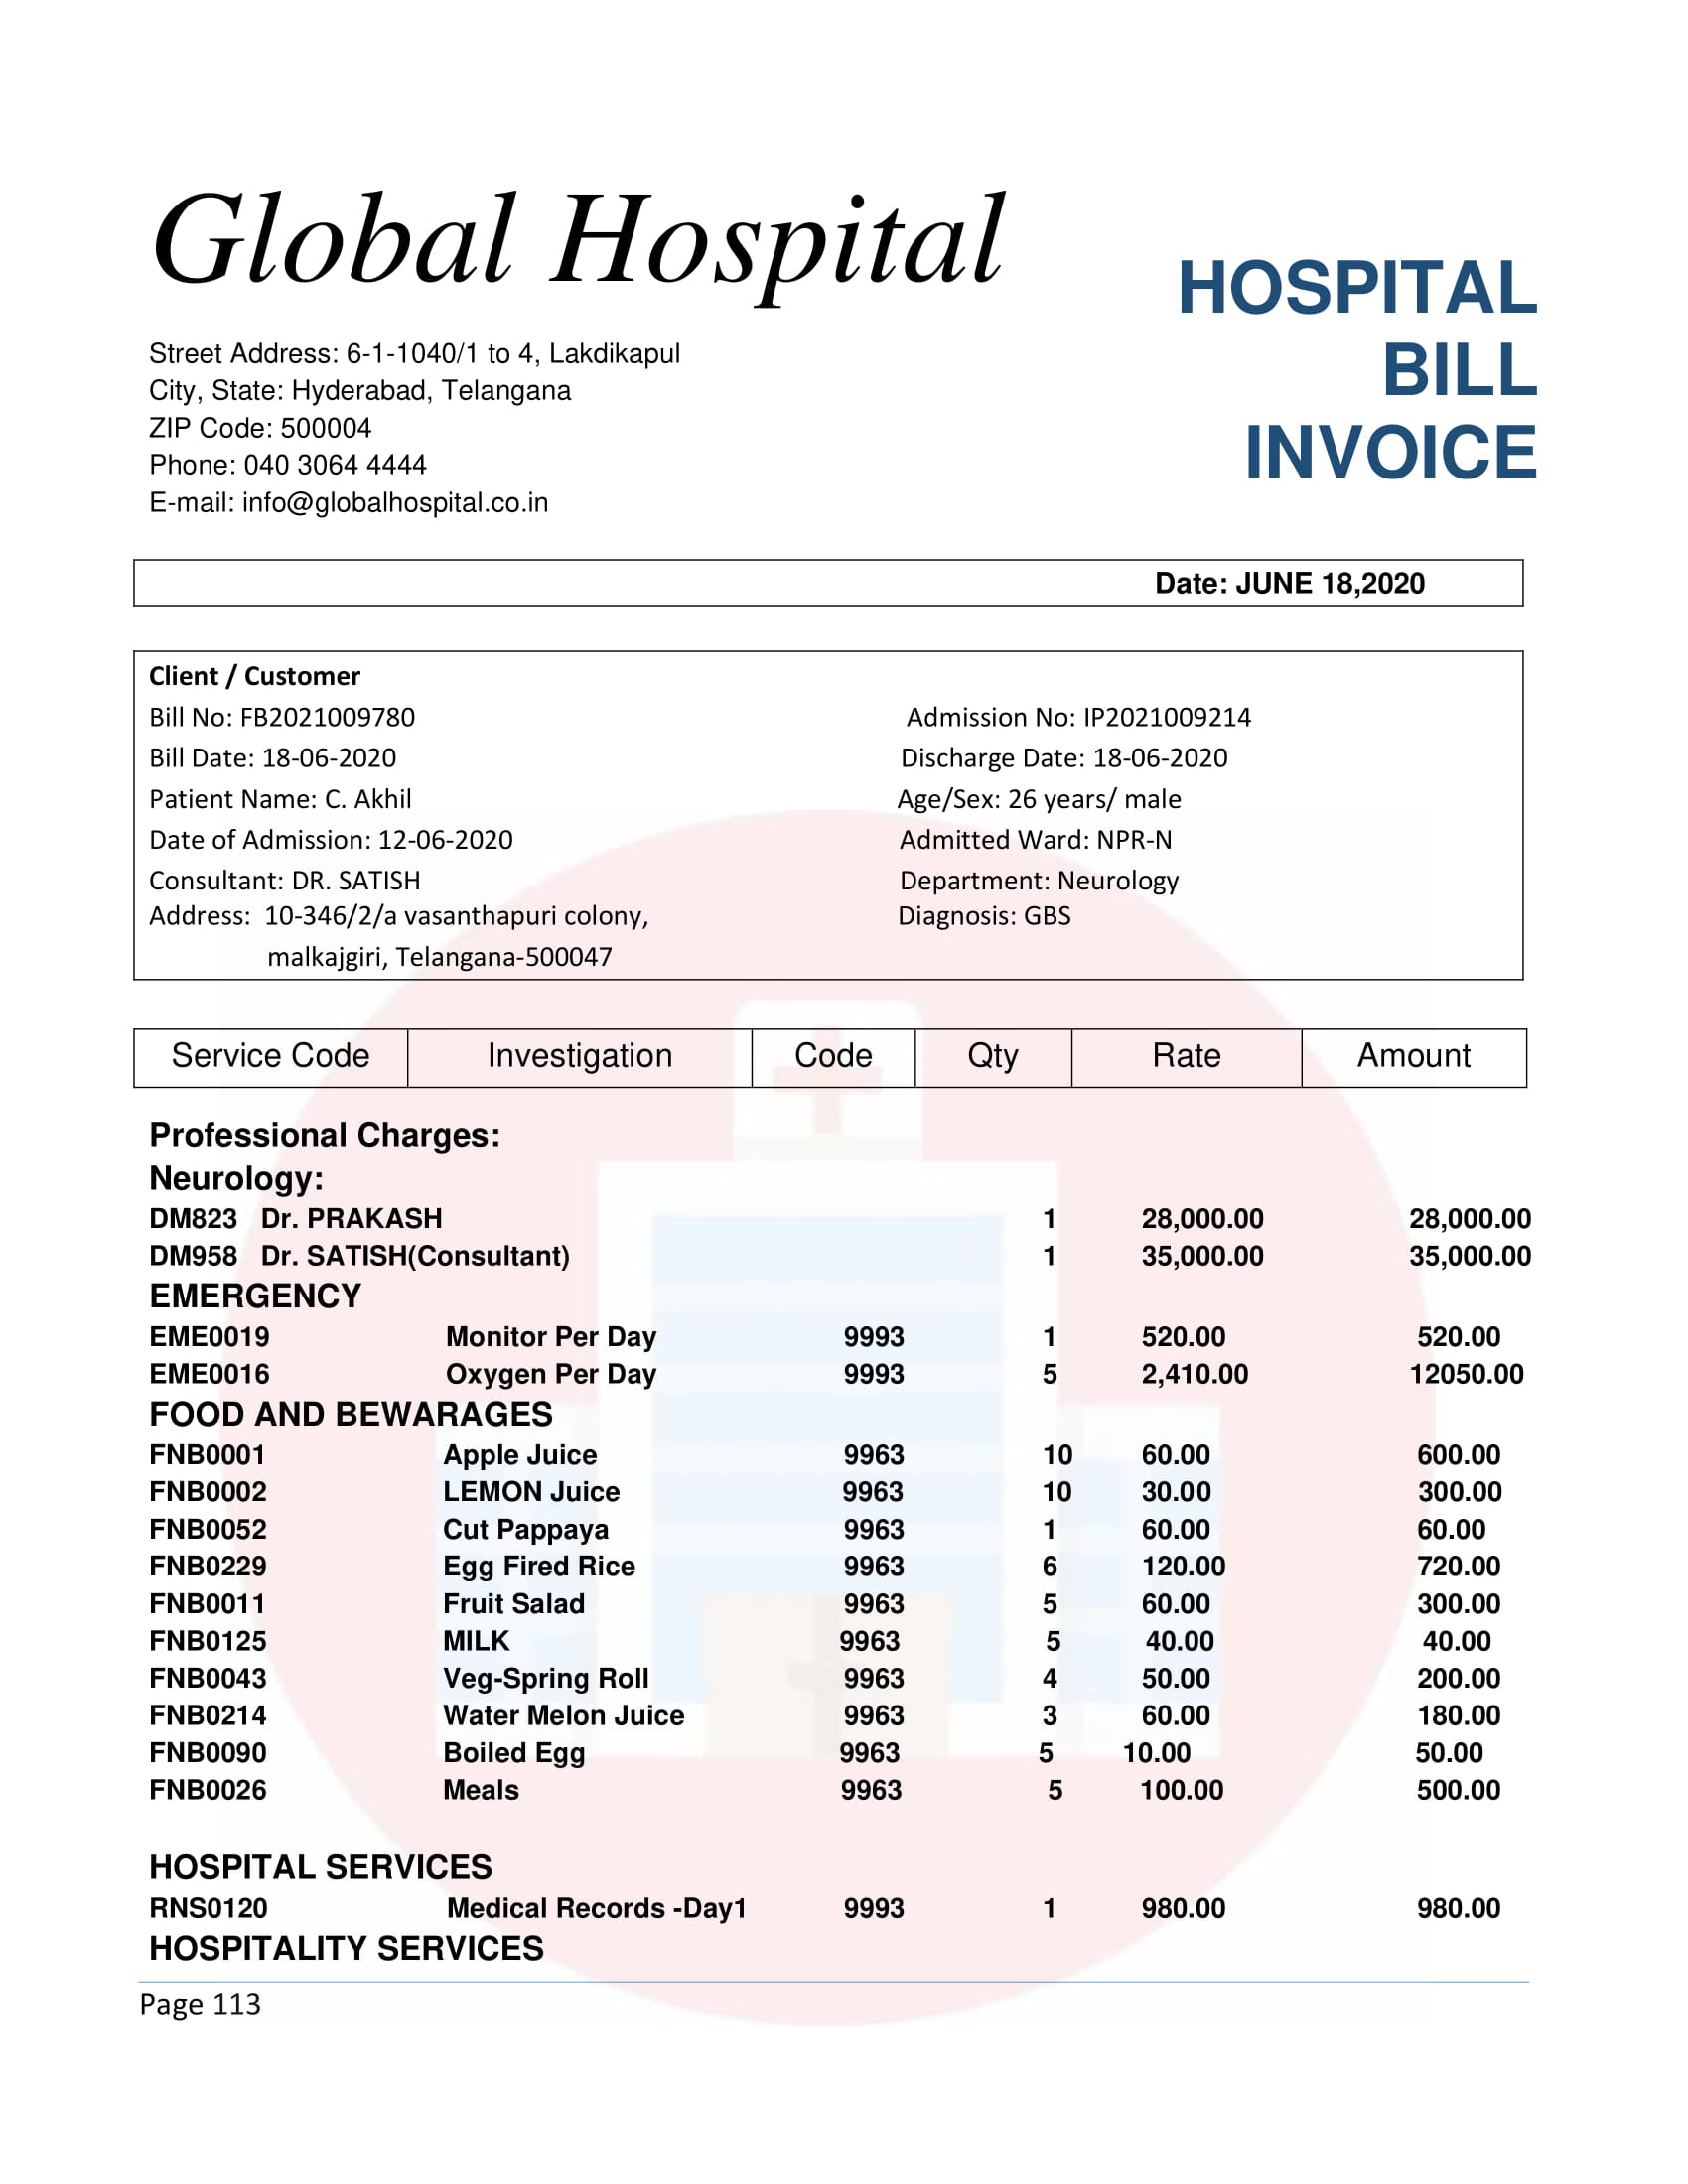 Global Hospital
HOSPITAL
BILL
INVOICE
Street Address: 6-1-1040/1 to 4, Lakdikapul
City, State: Hyderabad, Telangana
ZIP Code: 500004
Phone: 040 3064 4444
E-mail: info@globalhospital.co.in
Date: JUNE 18,2020
Client / Customer
Bill No: FB2021009780 Admission No: IP2021009214
Bill Date: 18-06-2020 Discharge Date: 18-06-2020
Patient Name: C. Akhil Age/Sex: 26 years/ male
Date of Admission: 12-06-2020 Admitted Ward: NPR-N
Consultant: DR. SATISH Department: Neurology
Address: 10-346/2/a vasanthapuri colony, Diagnosis: GBS
malkajgiri, Telangana-500047
Service Code Investigation Code Qty Rate Amount
Professional Charges:
Neurology:
DM823 Dr. PRAKASH 1 28,000.00 28,000.00
DM958 Dr. SATISH(Consultant) 1 35,000.00 35,000.00
EMERGENCY
EME0019 Monitor Per Day 9993 1 520.00 520.00
EME0016 Oxygen Per Day 9993 5 2,410.00 12050.00
FOOD AND BEWARAGES
FNB0001 Apple Juice 9963 10 60.00 600.00
FNB0002 LEMON Juice 9963 10 30.00 300.00
FNB0052 Cut Pappaya 9963 1 60.00 60.00
FNB0229 Egg Fired Rice 9963 6 120.00 720.00
FNB0011 Fruit Salad 9963 5 60.00 300.00
FNB0125 MILK 9963 5 40.00 40.00
FNB0043 Veg-Spring Roll 9963 4 50.00 200.00
FNB0214 Water Melon Juice 9963 3 60.00 180.00
FNB0090 Boiled Egg 9963 5 10.00 50.00
FNB0026 Meals 9963 5 100.00 500.00
HOSPITAL SERVICES
RNS0120 Medical Records -Day1 9993 1 980.00 980.00
HOSPITALITY SERVICES
Page 113